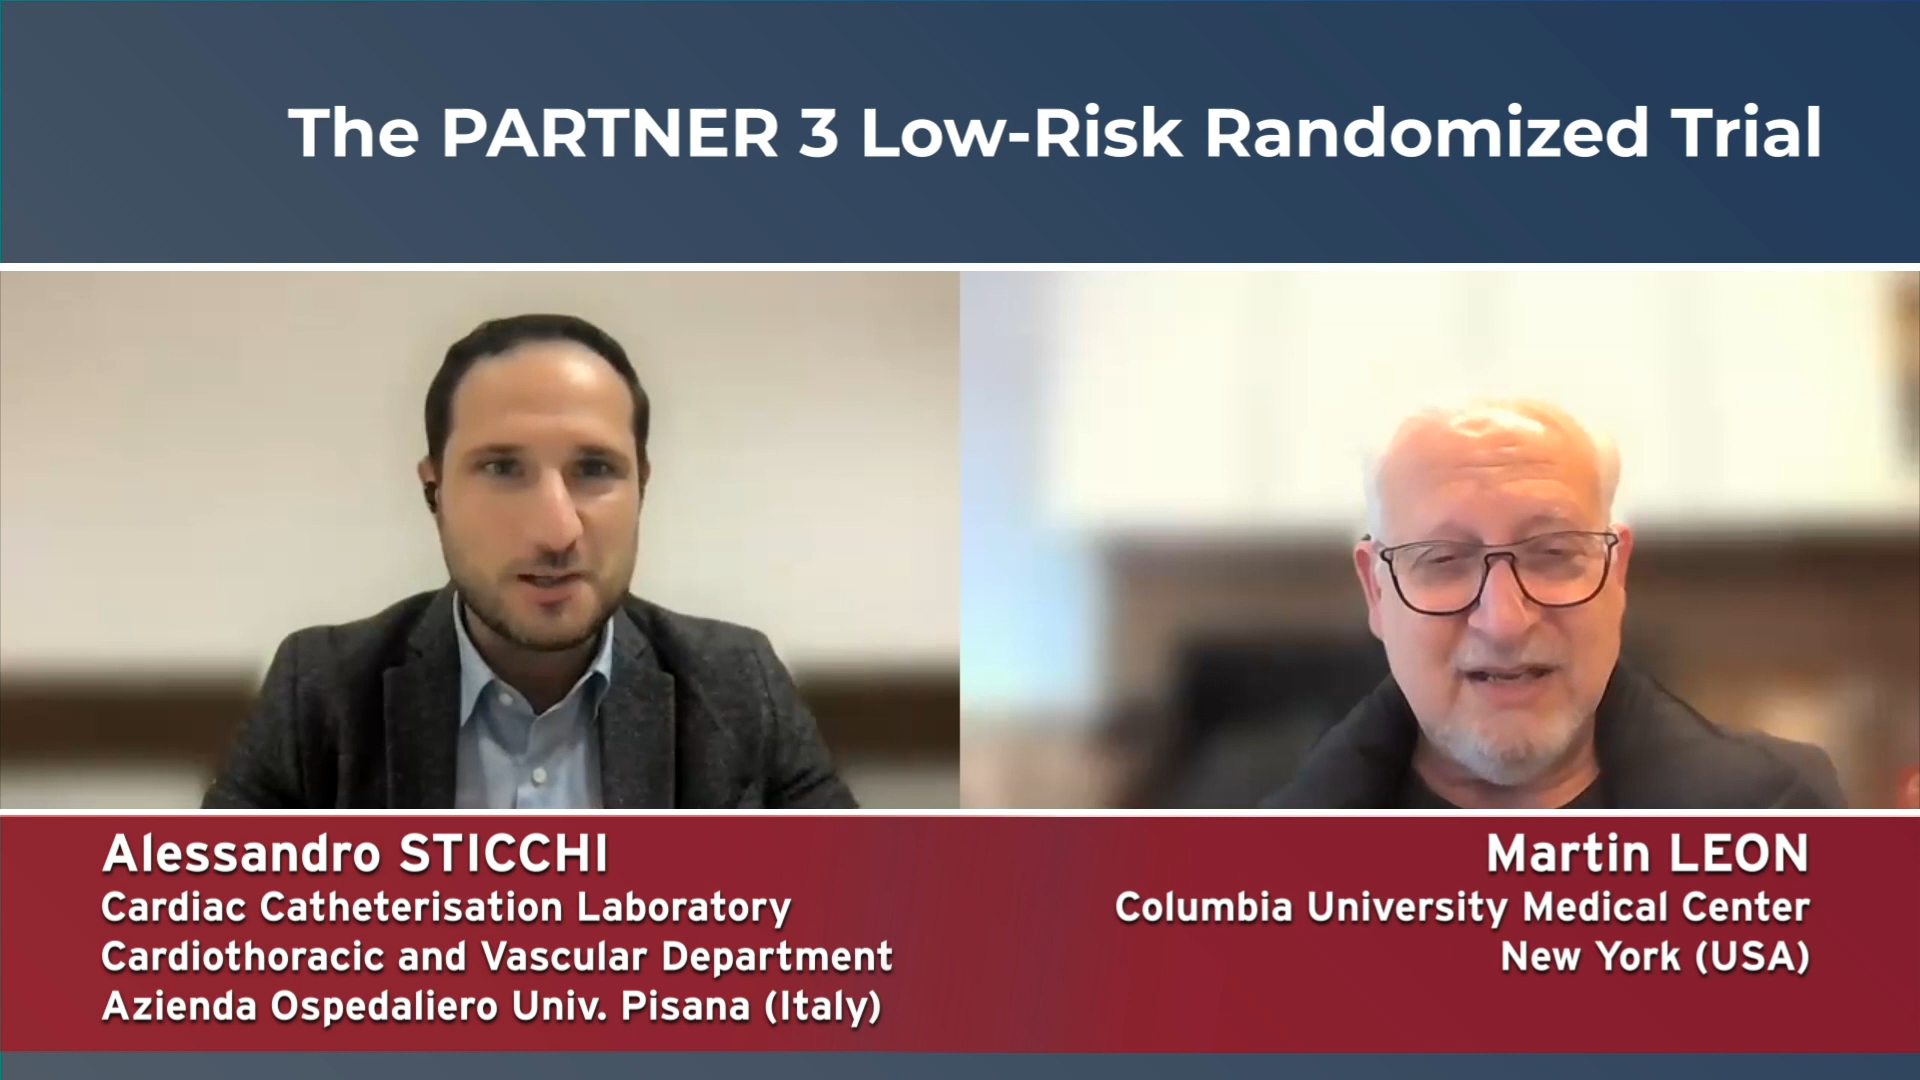 The PARTNER 3 Low-Risk Randomized Trial
Alessandro STICCHI
Cardiac Catheterisation Laboratory
Cardiothoracic and Vascular Department
Azienda Ospedaliero Univ. Pisana (Italy)
Martin LEON
Columbia University Medical Center
New York (USA)